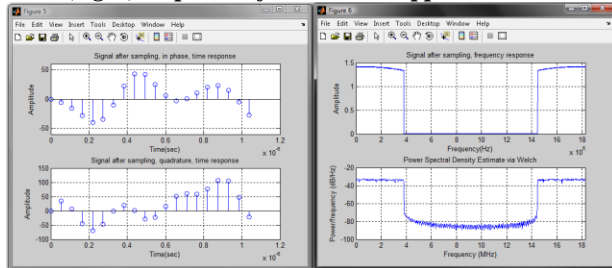 Figure 5
File Edit View Insert Tools Desktop Window Help
Signal after sampling, in phase, time response
Amplitude
50
0
-50
0 0.2 0.4 0.6 0.8 1 1.2
Time(sec)
x 10
Signal after sampling, quadrature, time response
Amplitude
150
100
50
0
-50
-100
0 0.2 0.4 0.6 0.8 1 1.2
Time(sec)
x 10
Figure 6
File Edit View Insert Tools Desktop Window Help
Signal after sampling, frequency response
Amplitude
1.5
1
0.5
0
0 2 4 6 8 10 12 14 16 18
Frequency(Hz)
x 10
Power Spectral Density Estimate via Welch
Power/frequency (dB/Hz)
-20
-40
-60
-80
-100
0 2 4 6 8 10 12 14 16 18
Frequency (MHz)